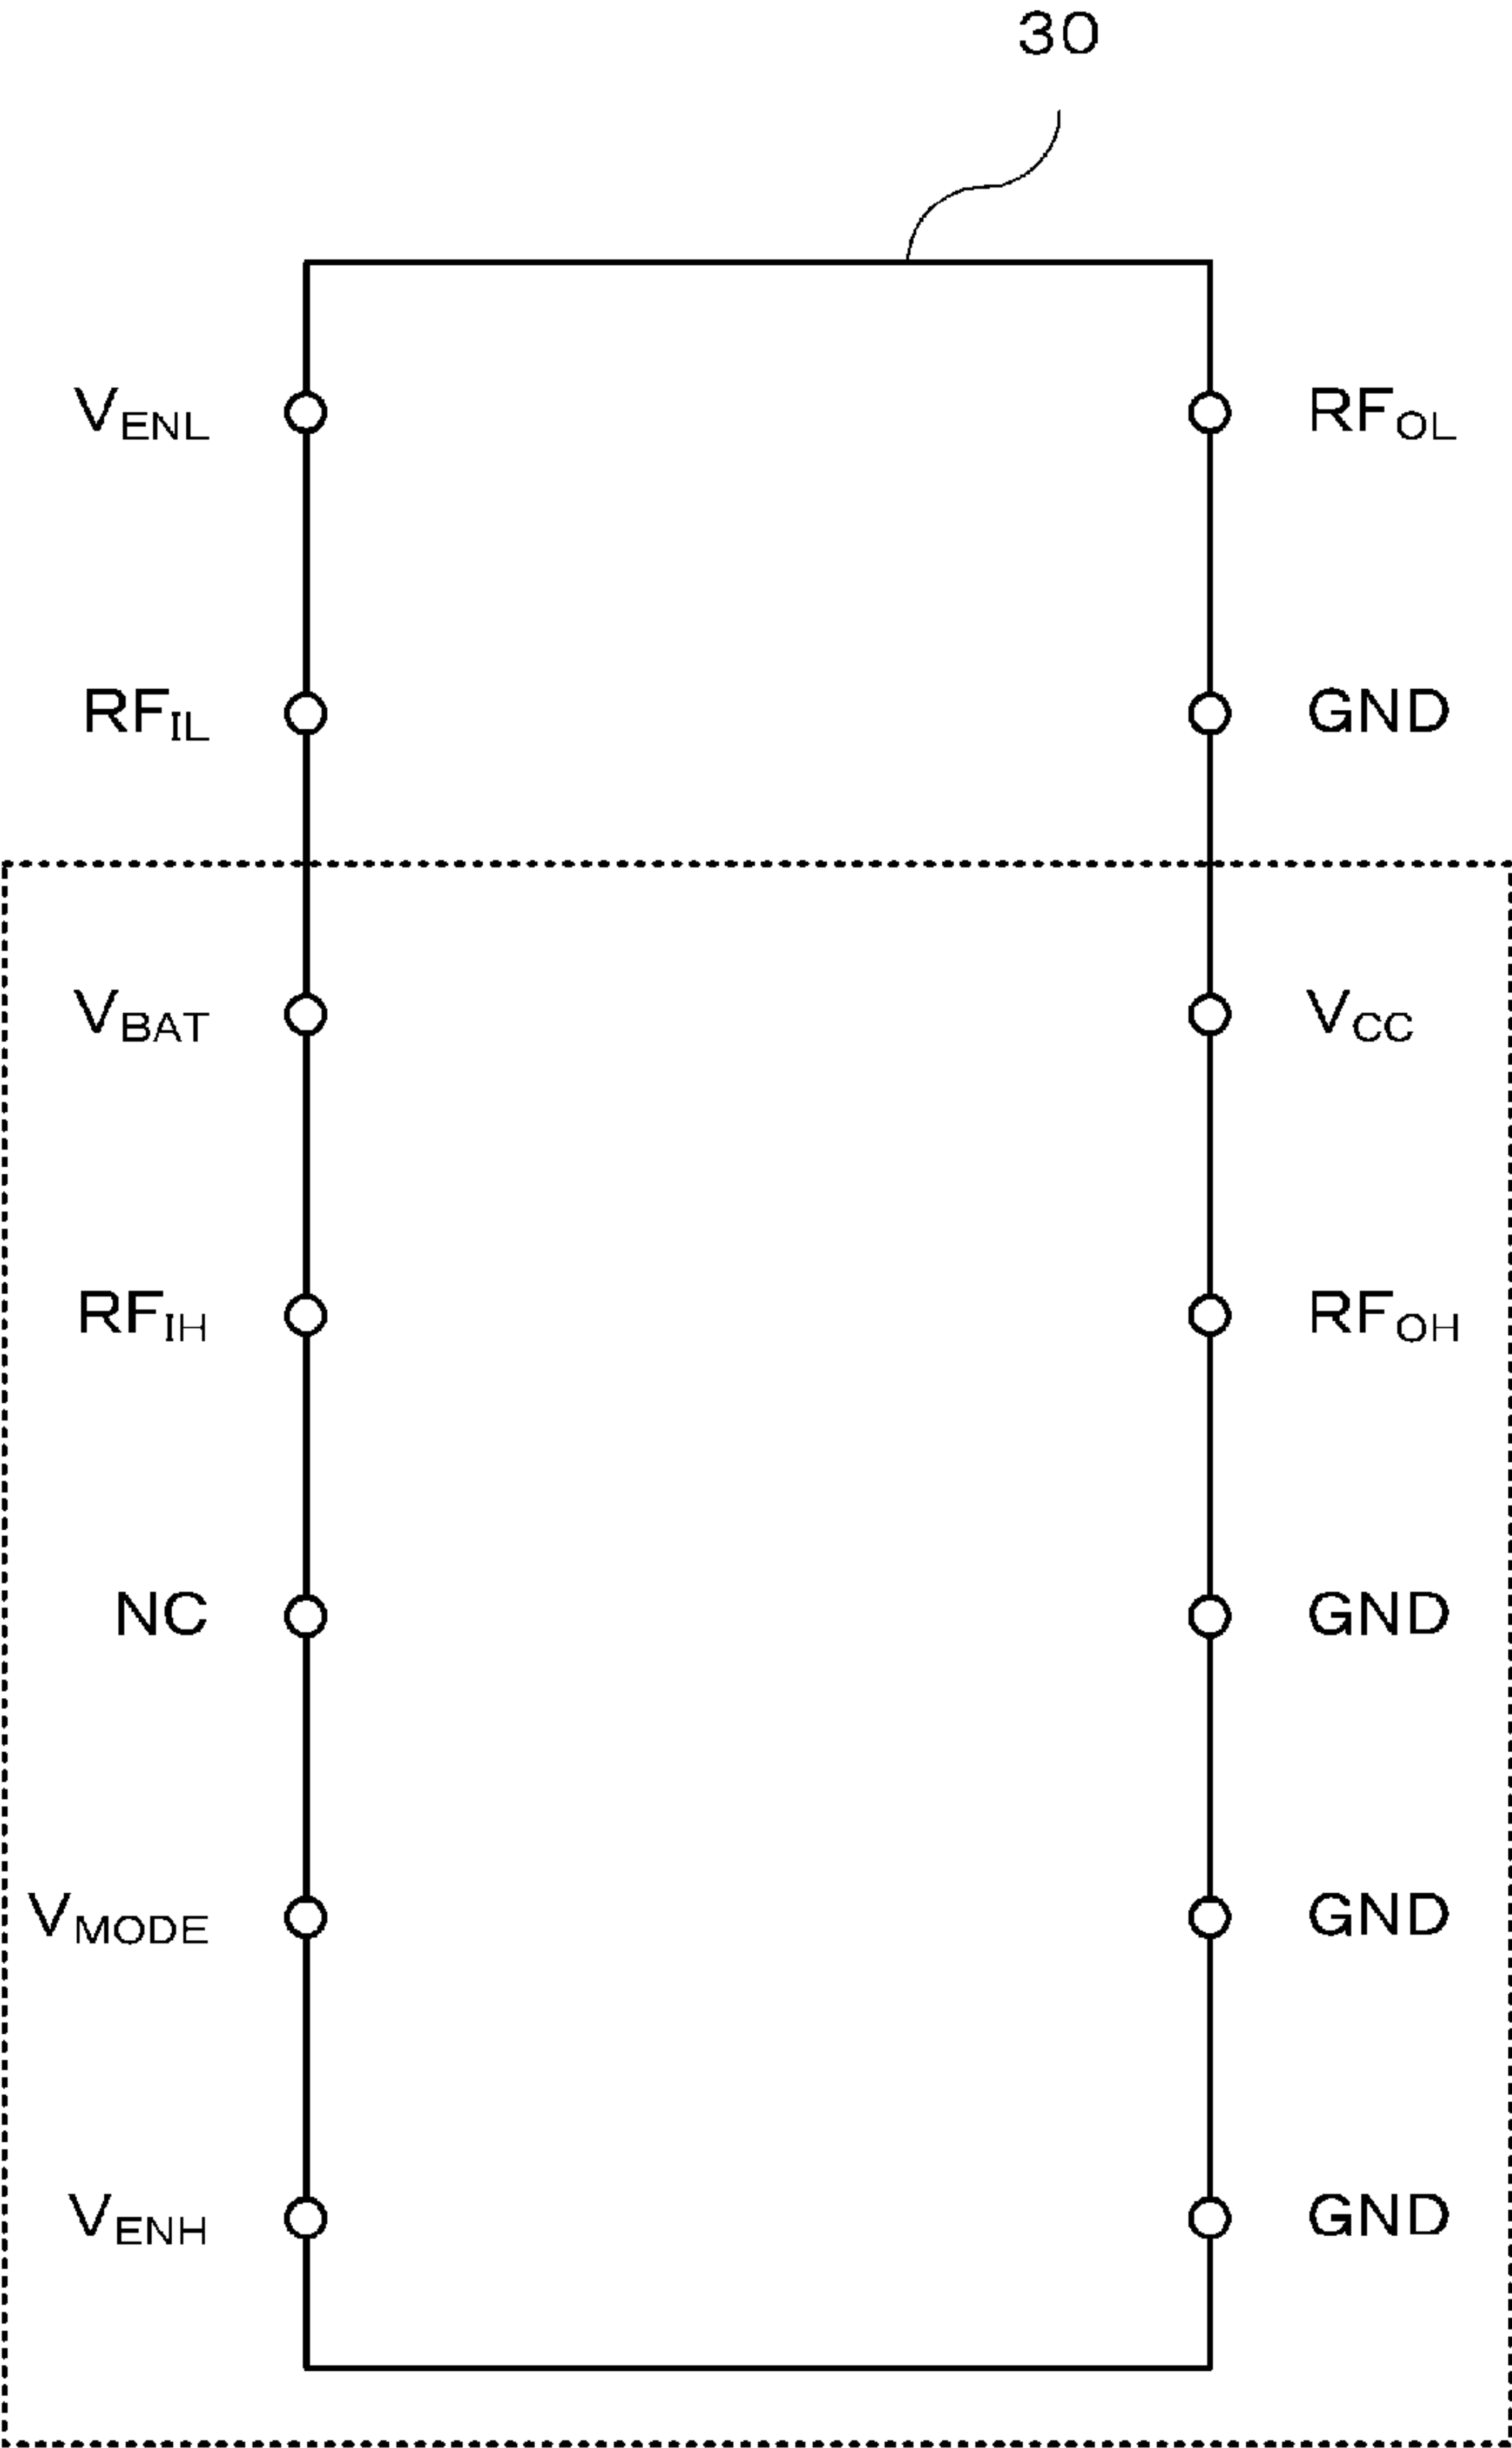 30
VENL RFOL
RFIL GND
VBAT VCC
RFIH RFOH
NC GND
VMODE GND
VENH GND